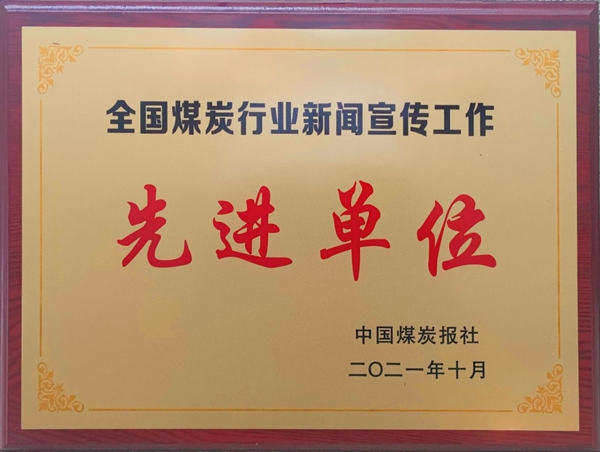 全国煤炭行业新闻宣传工作
先进单位
中国煤炭报社
二〇二一年十月